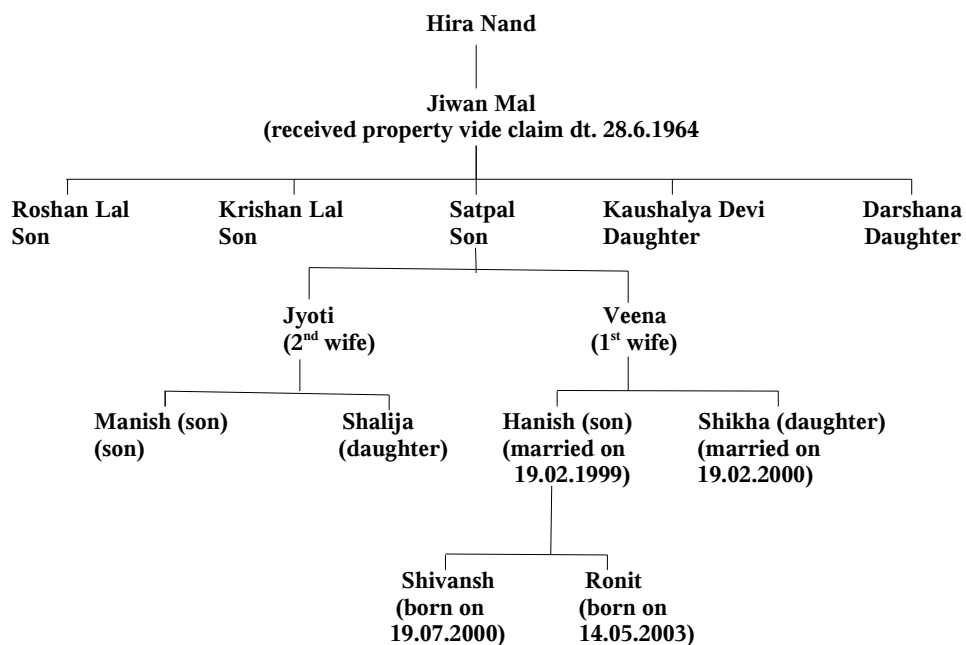 Hira Nand
Jiwan Mal
(received property vide claim dt. 28.6.1964
Roshan Lal
Son
Krishan Lal
Son
Satpal
Son
Kaushalya Devi
Daughter
Darshana
Daughter
Jyoti
(2nd wife)
Veena
(1st wife)
Manish (son)
(son)
Shalija
(daughter)
Hanish (son)
(married on
19.02.1999)
Shikha (daughter)
(married on
19.02.2000)
Shivansh
(born on
19.07.2000)
Ronit
(born on
14.05.2003)